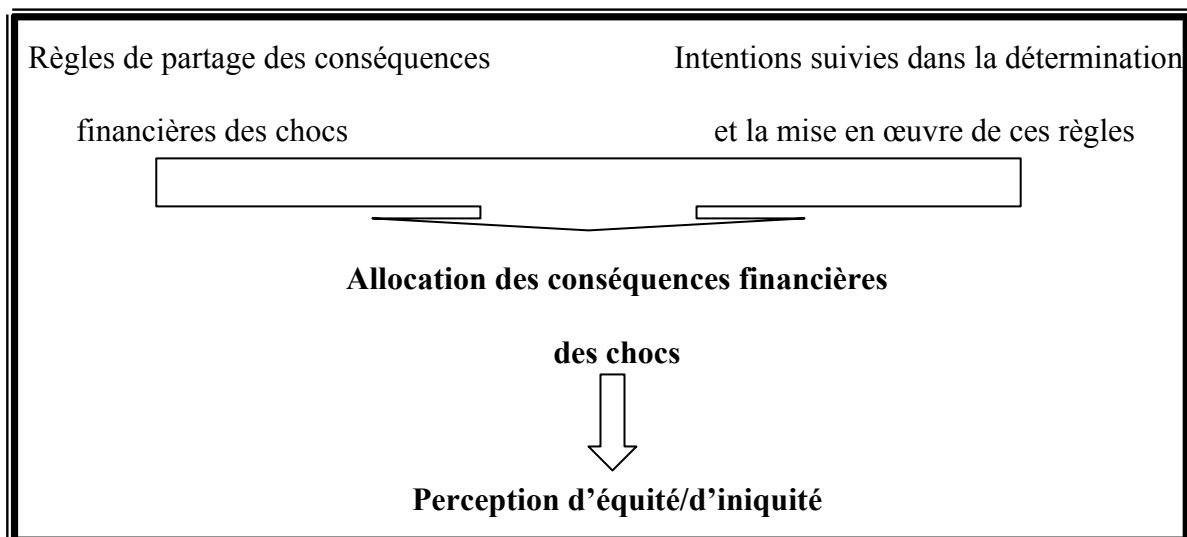 Règles de partage des conséquences
financières des chocs
Intentions suivies dans la détermination
et la mise en œuvre de ces règles
Allocation des conséquences financières
des chocs
Perception d’équité/d’iniquité